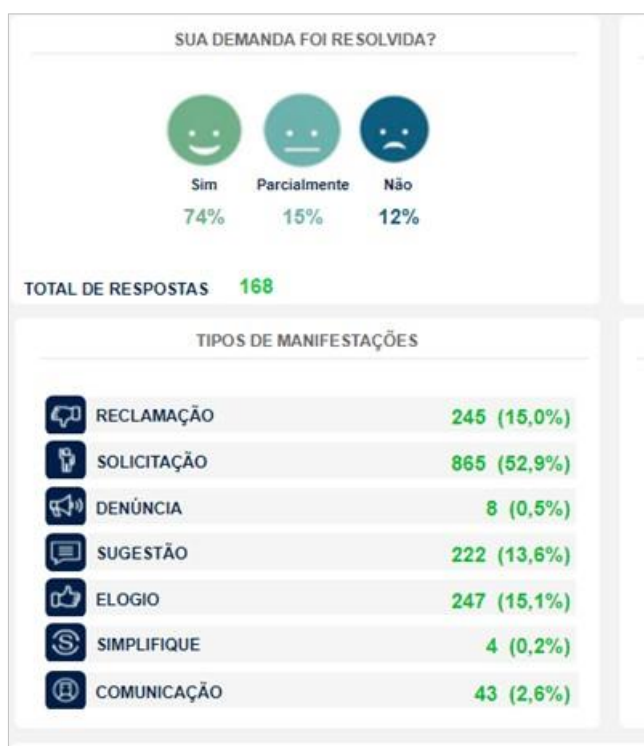 SUA DEMANDA FOI RESOLVIDA?
Sim Parcialmente Não
74% 15% 12%
TOTAL DE RESPOSTAS 168
TIPOS DE MANIFESTAÇÕES
RECLAMAÇÃO 245 (15,0%)
SOLICITAÇÃO 865 (52,9%)
DENÚNCIA 8 (0,5%)
SUGESTÃO 222 (13,6%)
ELOGIO 247 (15,1%)
SIMPLIFIQUE 4 (0,2%)
COMUNICAÇÃO 43 (2,6%)